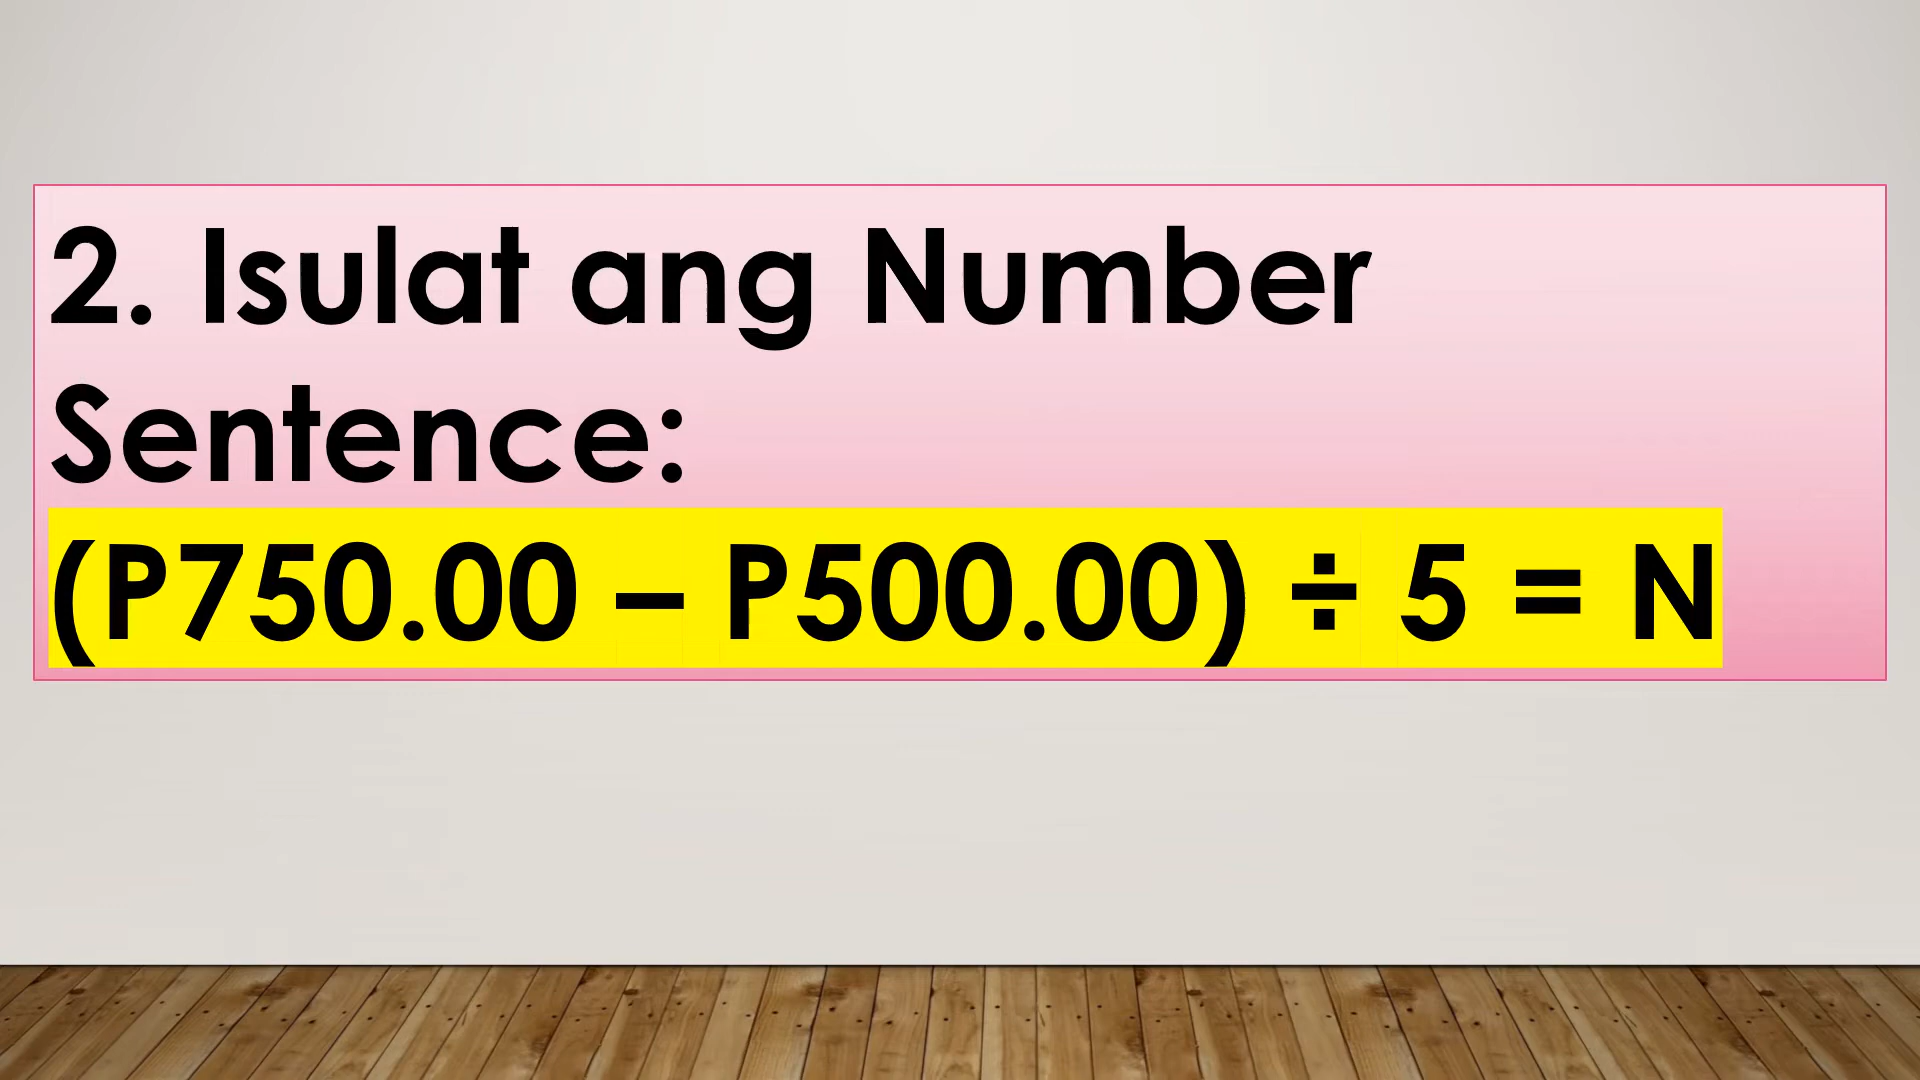 2. Isulat ang Number
Sentence:
(P750.00 – P500.00) ÷ 5 = N